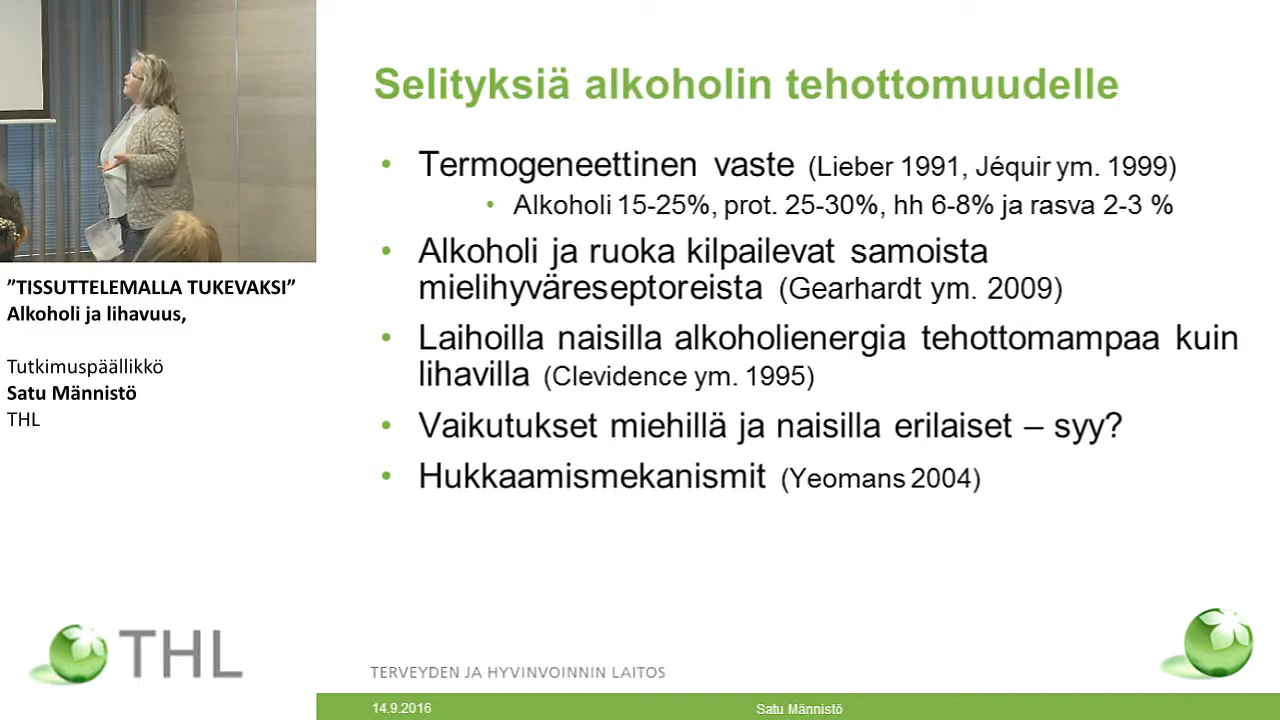 "TISSUTTELEMALLA TUKEVAKSI"
Alkoholi ja lihavuus,
Tutkimuspäällikkö
Satu Männistö
THL
Selityksiä alkoholin tehottomuudelle
• Termogeneettinen vaste (Lieber 1991, Jéquir ym. 1999)
• Alkoholi 15-25%, prot. 25-30%, hh 6-8% ja rasva 2-3 %
• Alkoholi ja ruoka kilpailevat samoista
mielihyväreseptoreista (Gearhardt ym. 2009)
• Laihoilla naisilla alkoholienergia tehottomampaa kuin
lihavilla (Clevidence ym. 1995)
• Vaikutukset miehillä ja naisilla erilaiset – syy?
• Hukkaamismekanismit (Yeomans 2004)
THL
TERVEYDEN JA HYVINVOINNIN LAITOS
14.9.2016
Satu Männistö